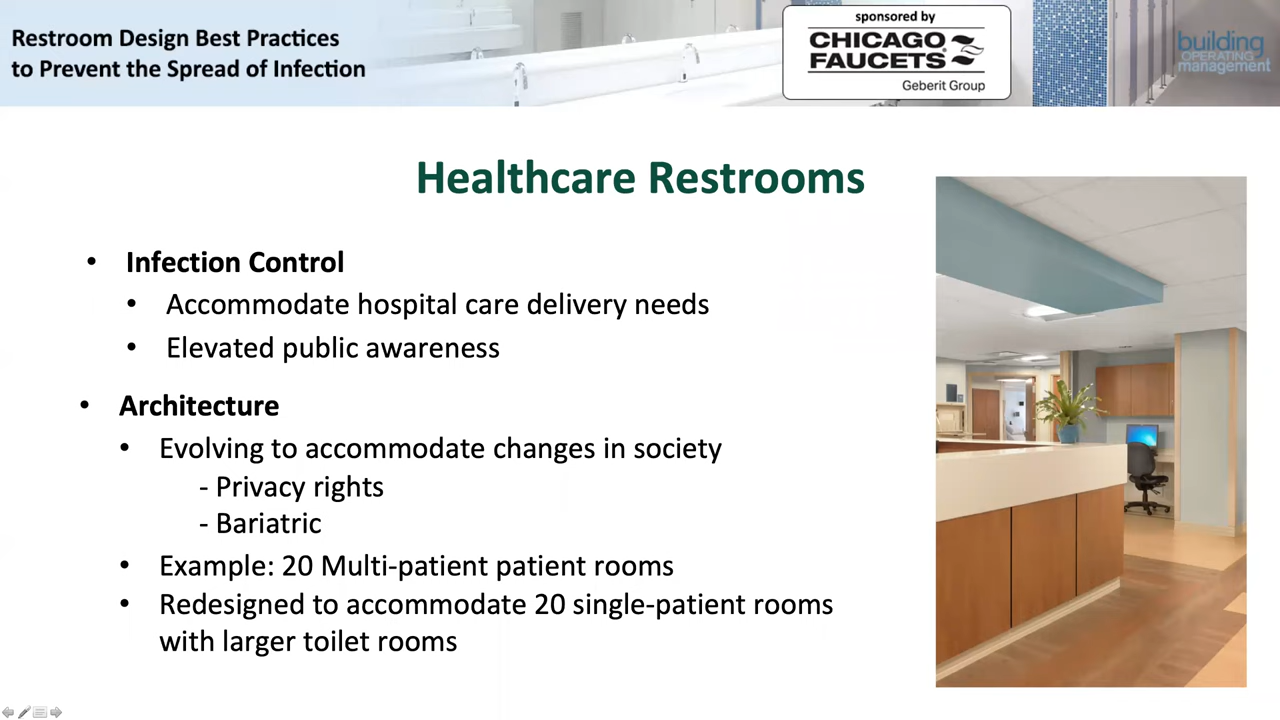 Restroom Design Best Practices
to Prevent the Spread of Infection
sponsored by
CHICAGO
FAUCETS
Geberit Group
building
OPERATING
management
Healthcare Restrooms
• Infection Control
• Accommodate hospital care delivery needs
• Elevated public awareness
• Architecture
• Evolving to accommodate changes in society
- Privacy rights
- Bariatric
• Example: 20 Multi-patient patient rooms
• Redesigned to accommodate 20 single-patient rooms
with larger toilet rooms